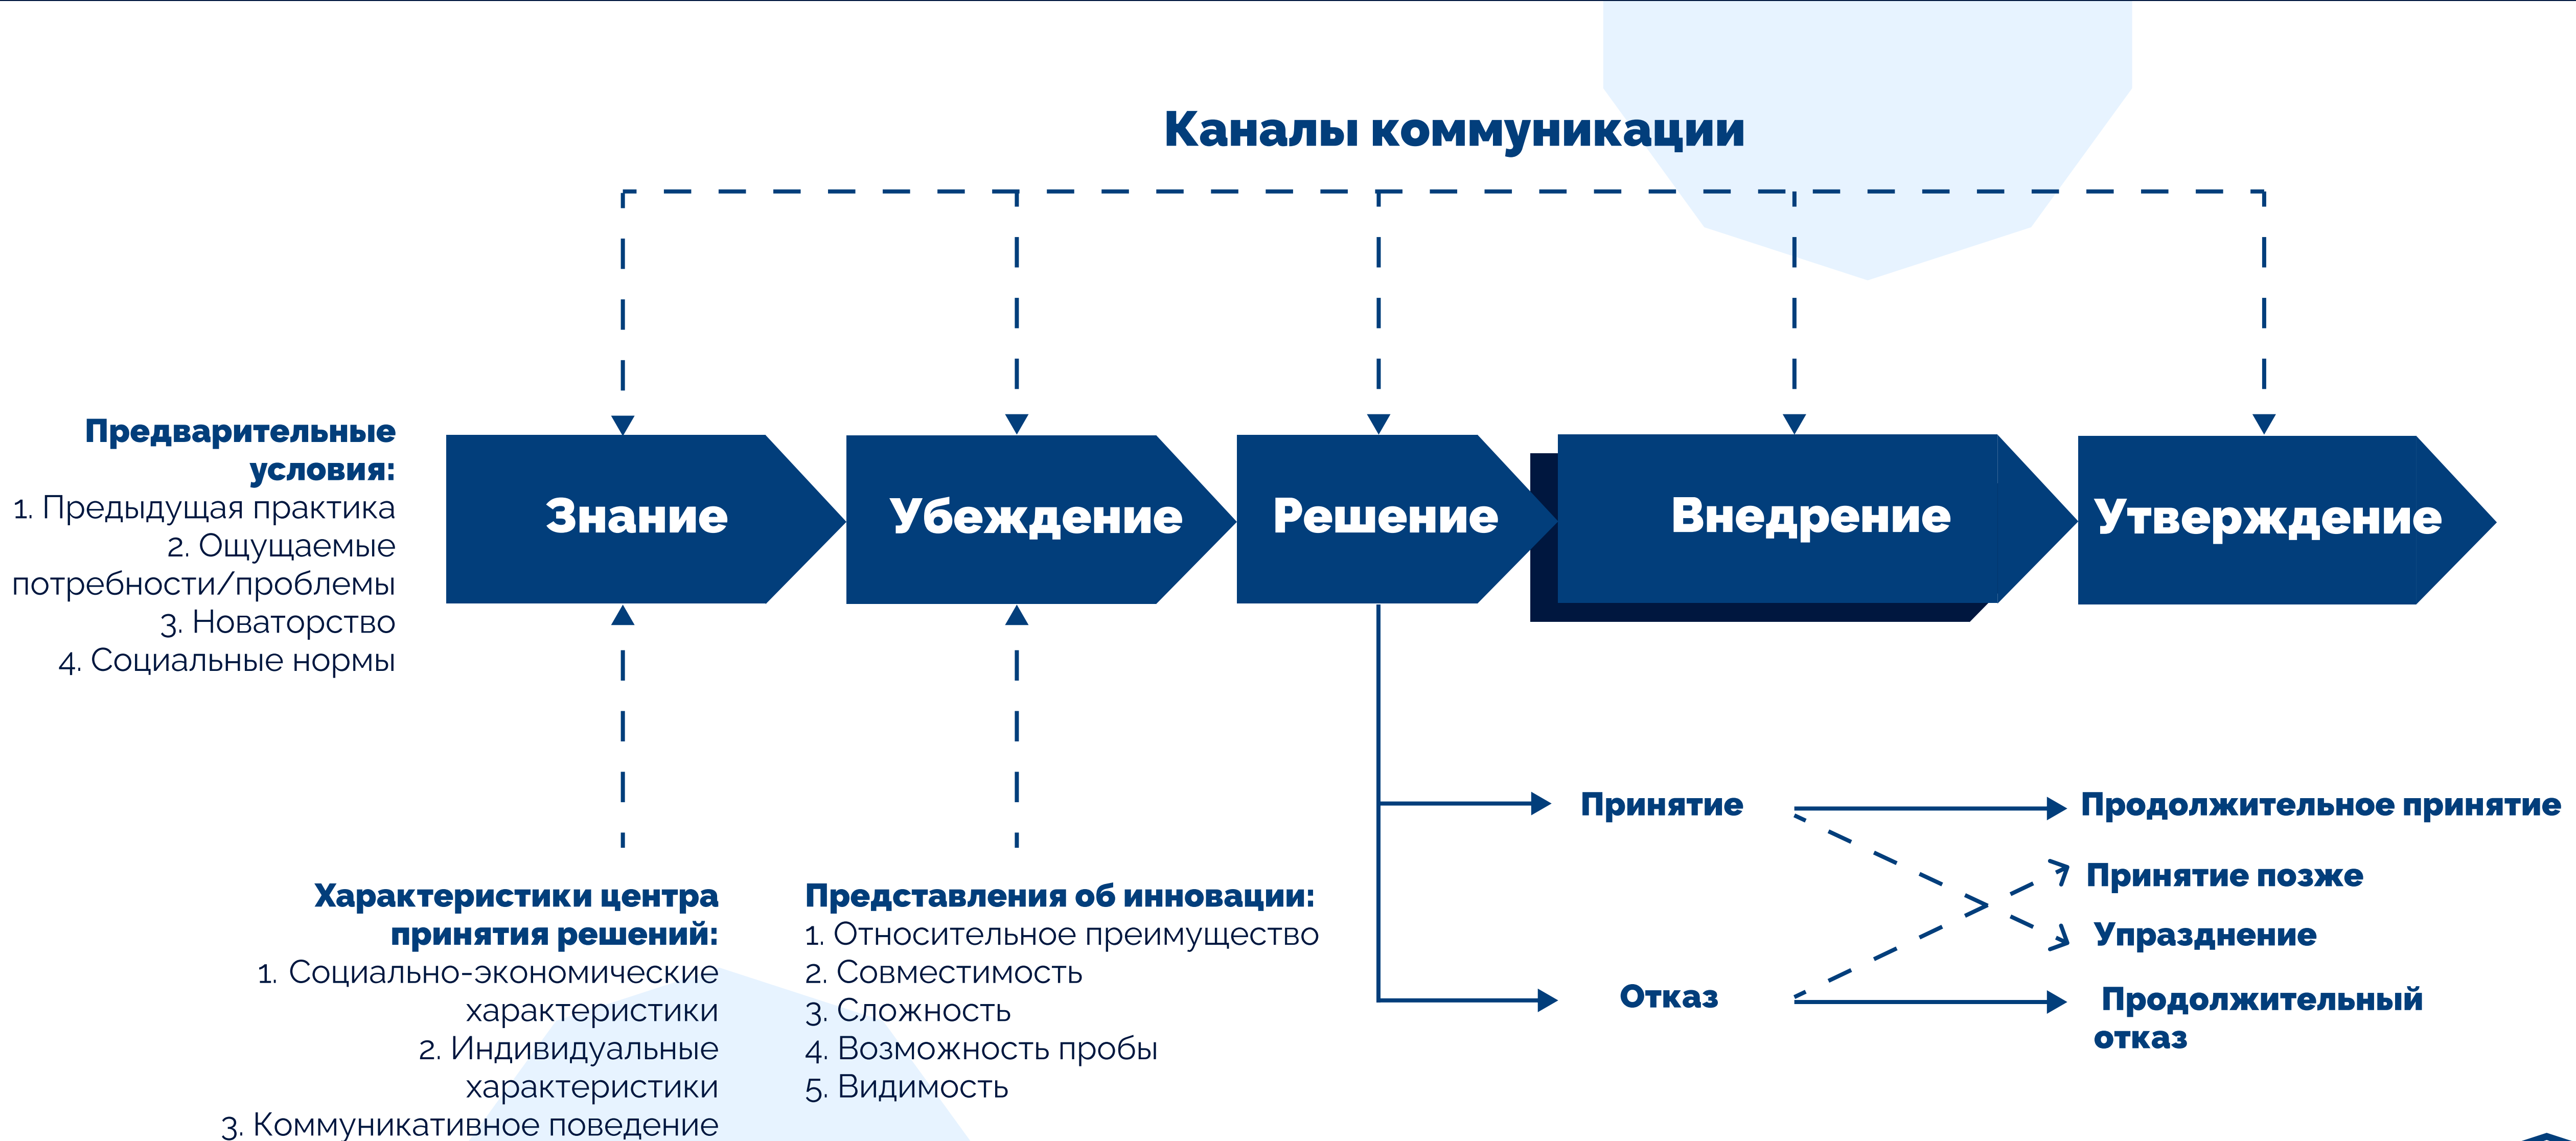 Каналы коммуникации
Предварительные
условия:
1. Предыдущая практика
2. Ощущаемые
потребности/проблемы
3. Новаторство
4. Социальные нормы
Знание
Убеждение
Решение
Внедрение
Утверждение
Характеристики центра
принятия решений:
1. Социально-экономические
характеристики
2. Индивидуальные
характеристики
3. Коммуникативное поведение
Представления об инновации:
1. Относительное преимущество
2. Совместимость
3. Сложность
4. Возможность пробы
5. Видимость
Принятие
Отказ
Продолжительное принятие
Принятие позже
Упразднение
Продолжительный
отказ